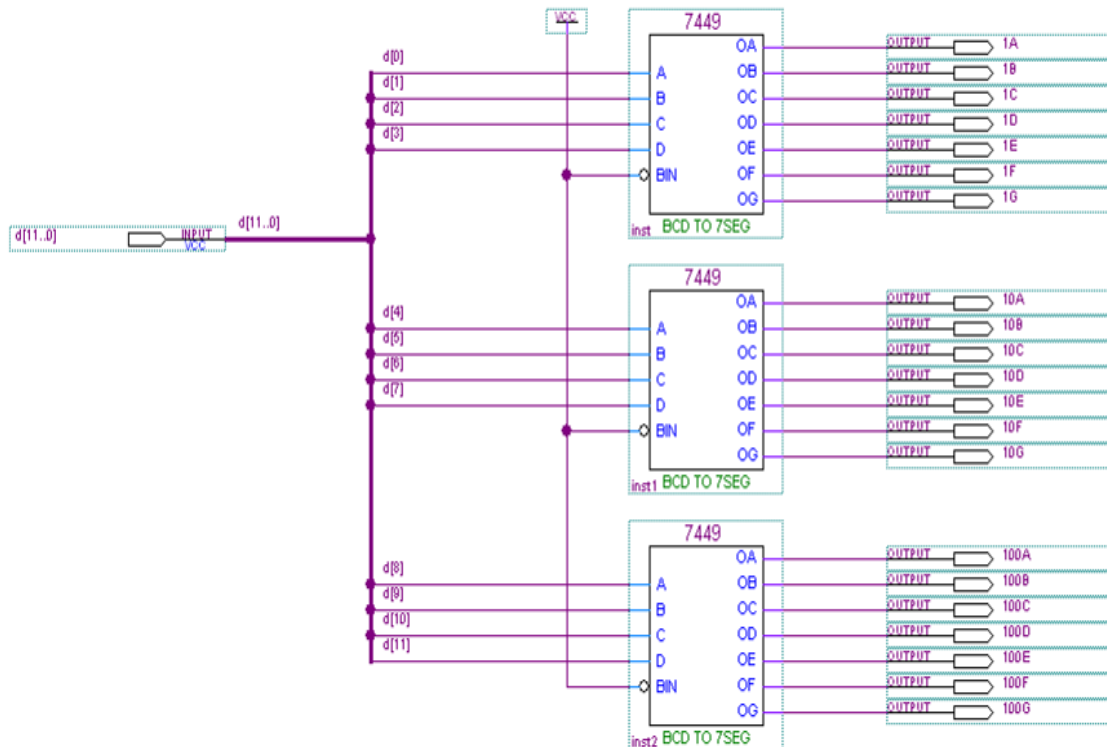 VCC
7449
d[0]
d[1]
d[2]
d[3]
A
B
C
D
BIN
OA
OB
OC
OD
OE
OF
OG
inst
BCD TO 7SEG
OUTPUT 1A
OUTPUT 1B
OUTPUT 1C
OUTPUT 1D
OUTPUT 1E
OUTPUT 1F
OUTPUT 1G
d[11..0]
INPUT
VCC
d[11..0]
7449
d[4]
d[5]
d[6]
d[7]
A
B
C
D
BIN
OA
OB
OC
OD
OE
OF
OG
inst1
BCD TO 7SEG
OUTPUT 10A
OUTPUT 10B
OUTPUT 10C
OUTPUT 10D
OUTPUT 10E
OUTPUT 10F
OUTPUT 10G
7449
d[8]
d[9]
d[10]
d[11]
A
B
C
D
BIN
OA
OB
OC
OD
OE
OF
OG
inst2
BCD TO 7SEG
OUTPUT 100A
OUTPUT 100B
OUTPUT 100C
OUTPUT 100D
OUTPUT 100E
OUTPUT 100F
OUTPUT 100G